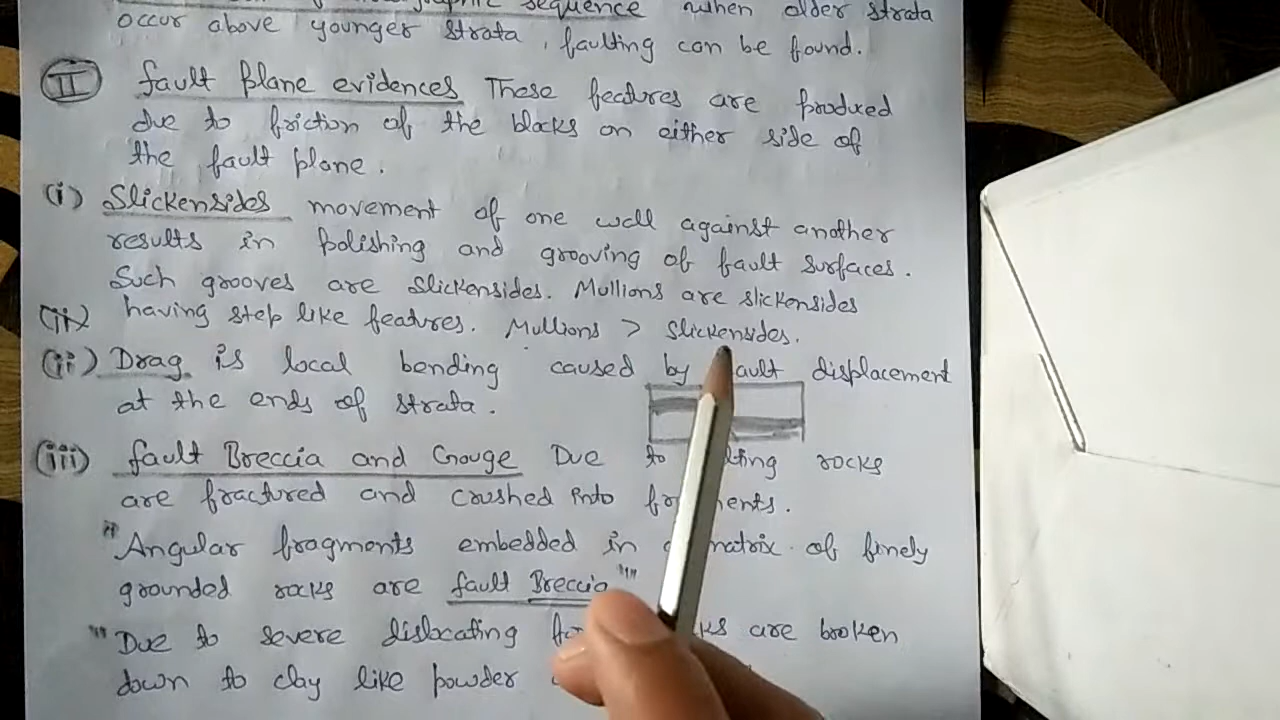 sequence when older strata
occur above younger strata, faulting can be found.
II fault plane evidences These features are produced
due to friction of the blocks on either side of
the fault plane.
(i) Slickensides movement of one wall against another
results in polishing and grooving of fault surfaces.
Such grooves are slickensides. Mullions are slickensides
having step like features. Mullions > Slickensides.
(ii) Drag is local bending caused by displacement
at the ends of strata.
(iii) fault Breccia and Gouge Due to rocks
are fractured and crushed into
"Angular fragments embedded in matrix of finely
grounded rocks are fault Breccia"
"Due to severe dislocating are broken
down to clay like powder